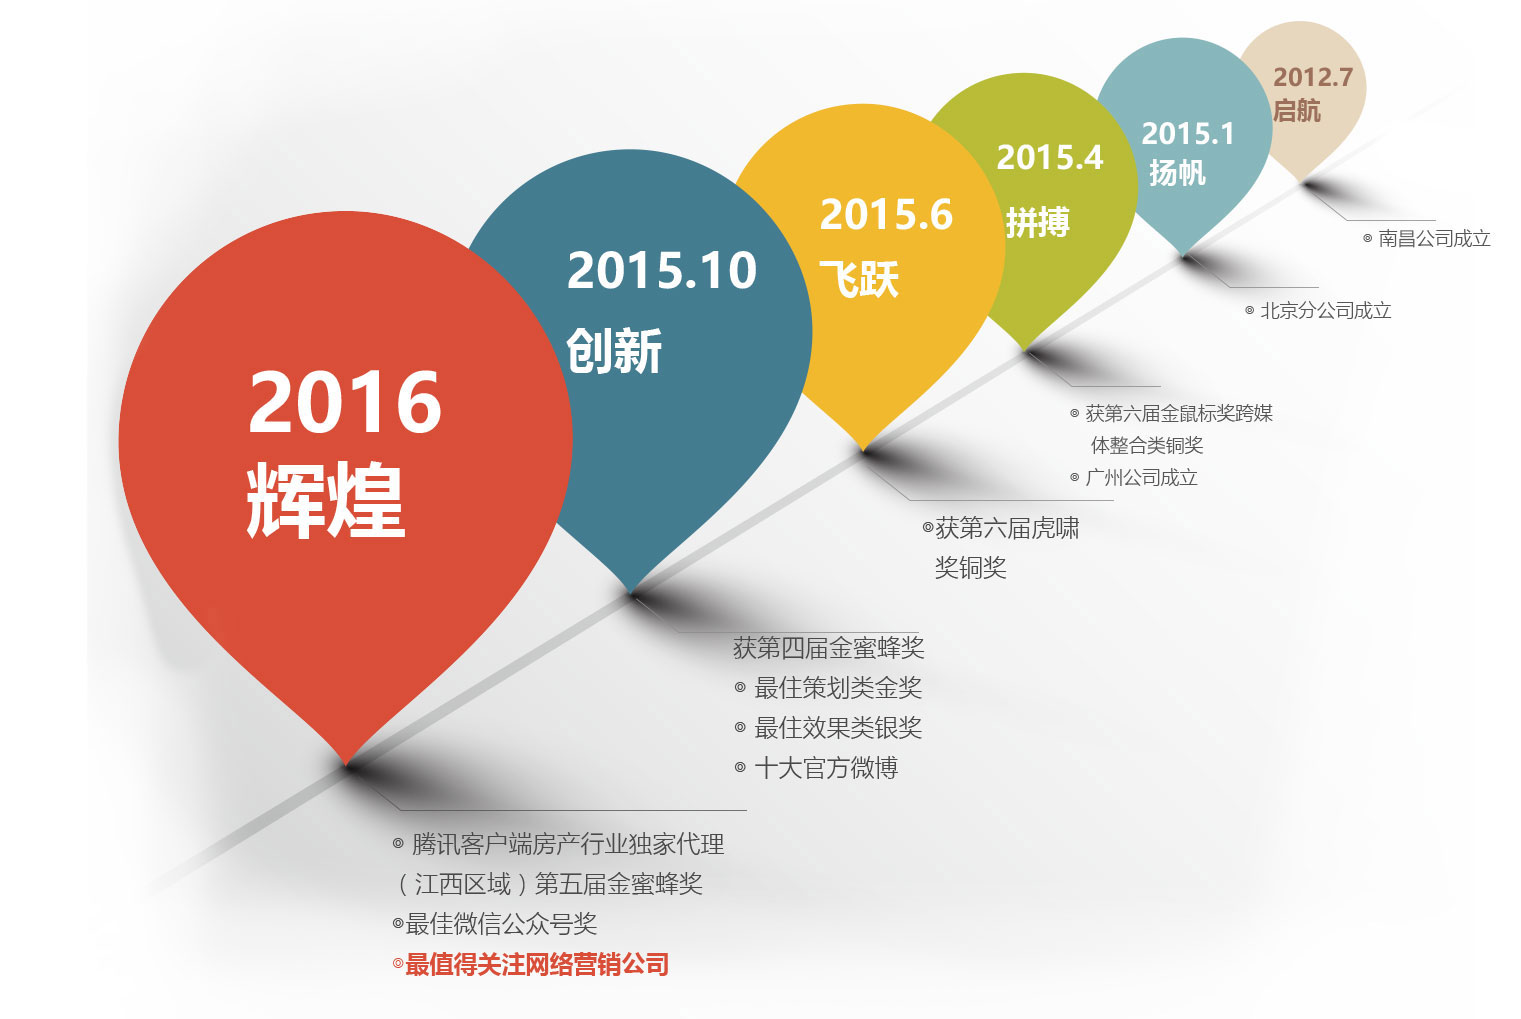 2012.7
启航
南昌公司成立
2015.1
扬帆
北京分公司成立
2015.4
拼搏
获第六届金鼠标奖跨媒
体整合类铜奖
广州公司成立
2015.6
飞跃
获第六届虎啸
奖铜奖
2015.10
创新
获第四届金蜜蜂奖
最住策划类金奖
最住效果类银奖
十大官方微博
2016
辉煌
腾讯客户端房产行业独家代理
（江西区域）第五届金蜜蜂奖
最佳微信公众号奖
最值得关注网络营销公司